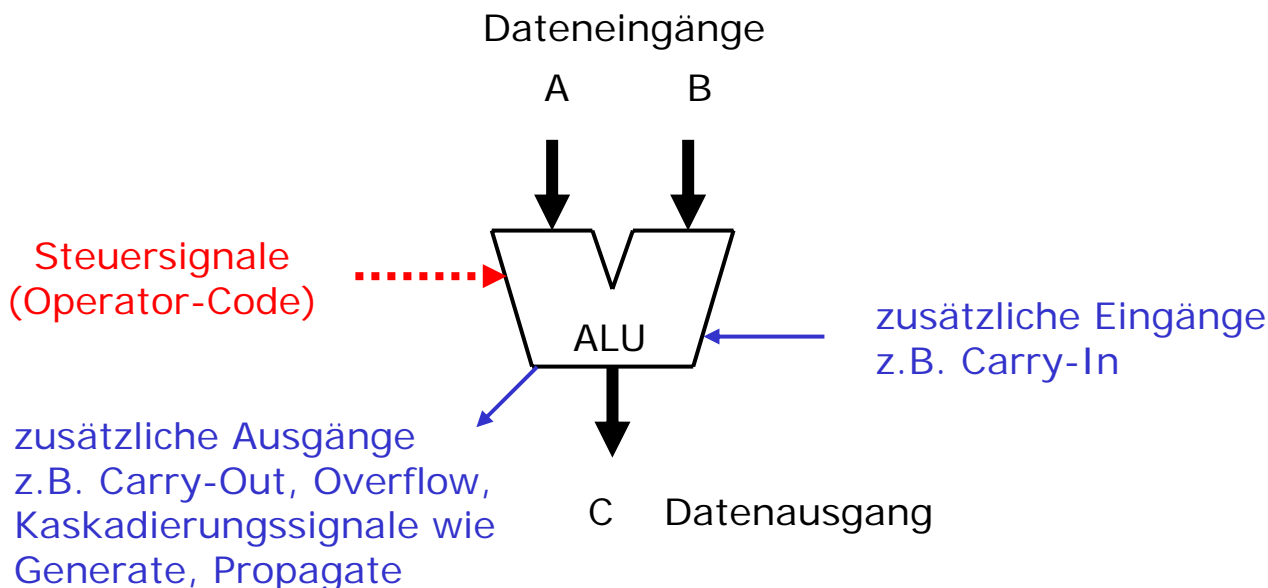 Dateneingänge
A B
Steuersignale
(Operator-Code)
ALU
zusätzliche Eingänge
z.B. Carry-In
zusätzliche Ausgänge
z.B. Carry-Out, Overflow,
Kaskadierungssignale wie
Generate, Propagate
C Datenausgang